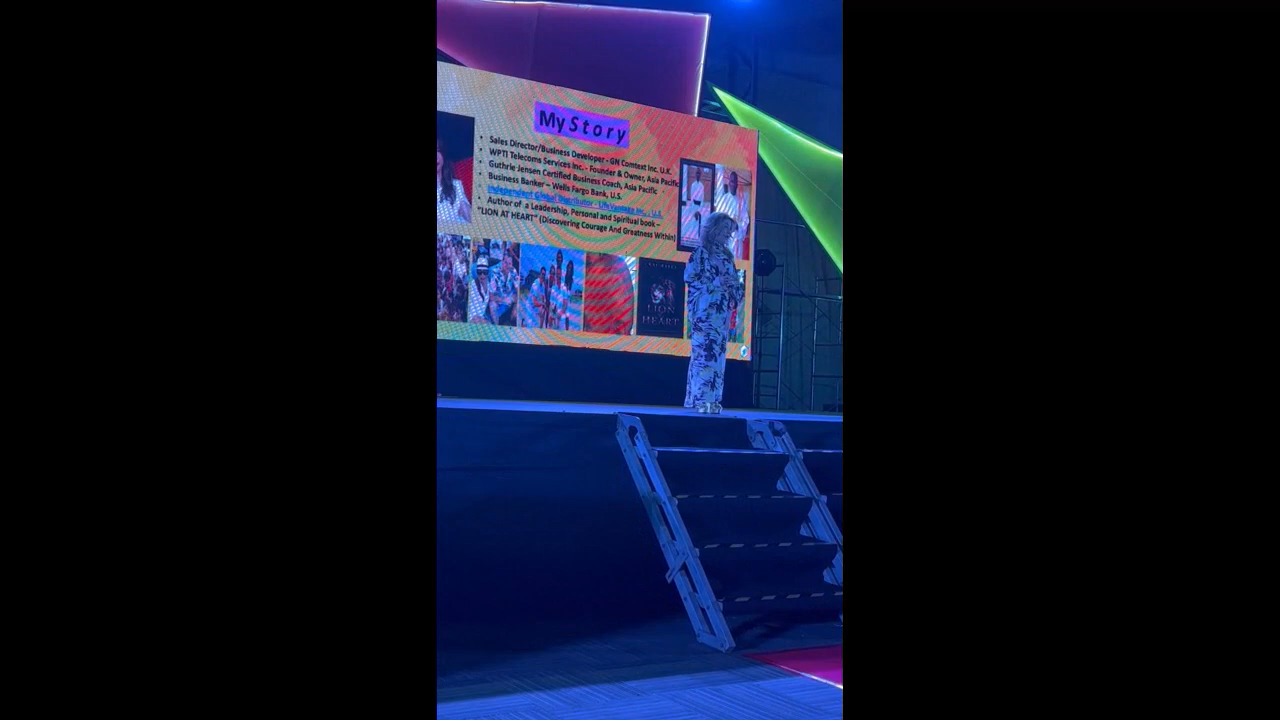 My Story
• Sales Director/Business Developer - GN Comtext Inc. U.K.
• WPTI Telecoms Services Inc. - Founder & Owner, Asia Pacific
• Guthrie Jensen Certified Business Coach, Asia Pacific
• Business Banker – Wells Fargo Bank, U.S.
• Independent Global Distributor - LifeVantage Inc. , U.S.
• Author of a Leadership, Personal and Spiritual book –
"LION AT HEART" (Discovering Courage And Greatness Within)
LION
HEART